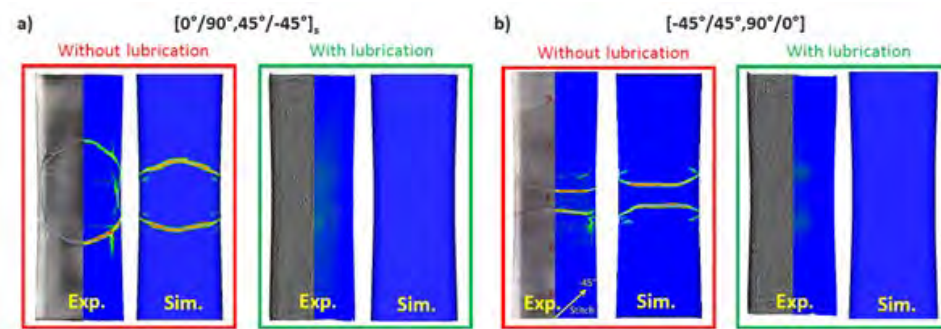 a) [0°/90°,45°/-45°]s
Without lubrication
With lubrication
Exp.
Sim.
Exp.
Sim.
b) [-45°/45°,90°/0°]
Without lubrication
With lubrication
-45°
Stitch
Exp.
Sim.
Exp.
Sim.